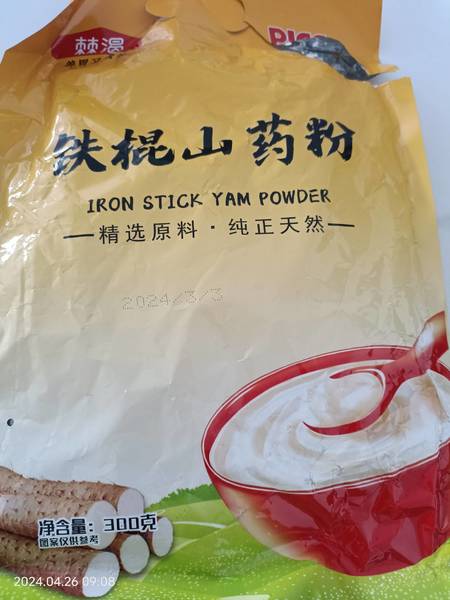 棘漫
铁棍山药粉
IRON STICK YAM POWDER
精选原料·纯正天然
2024/3/3
净含量：300克
图案仅供参考
2024.04.26 09:08